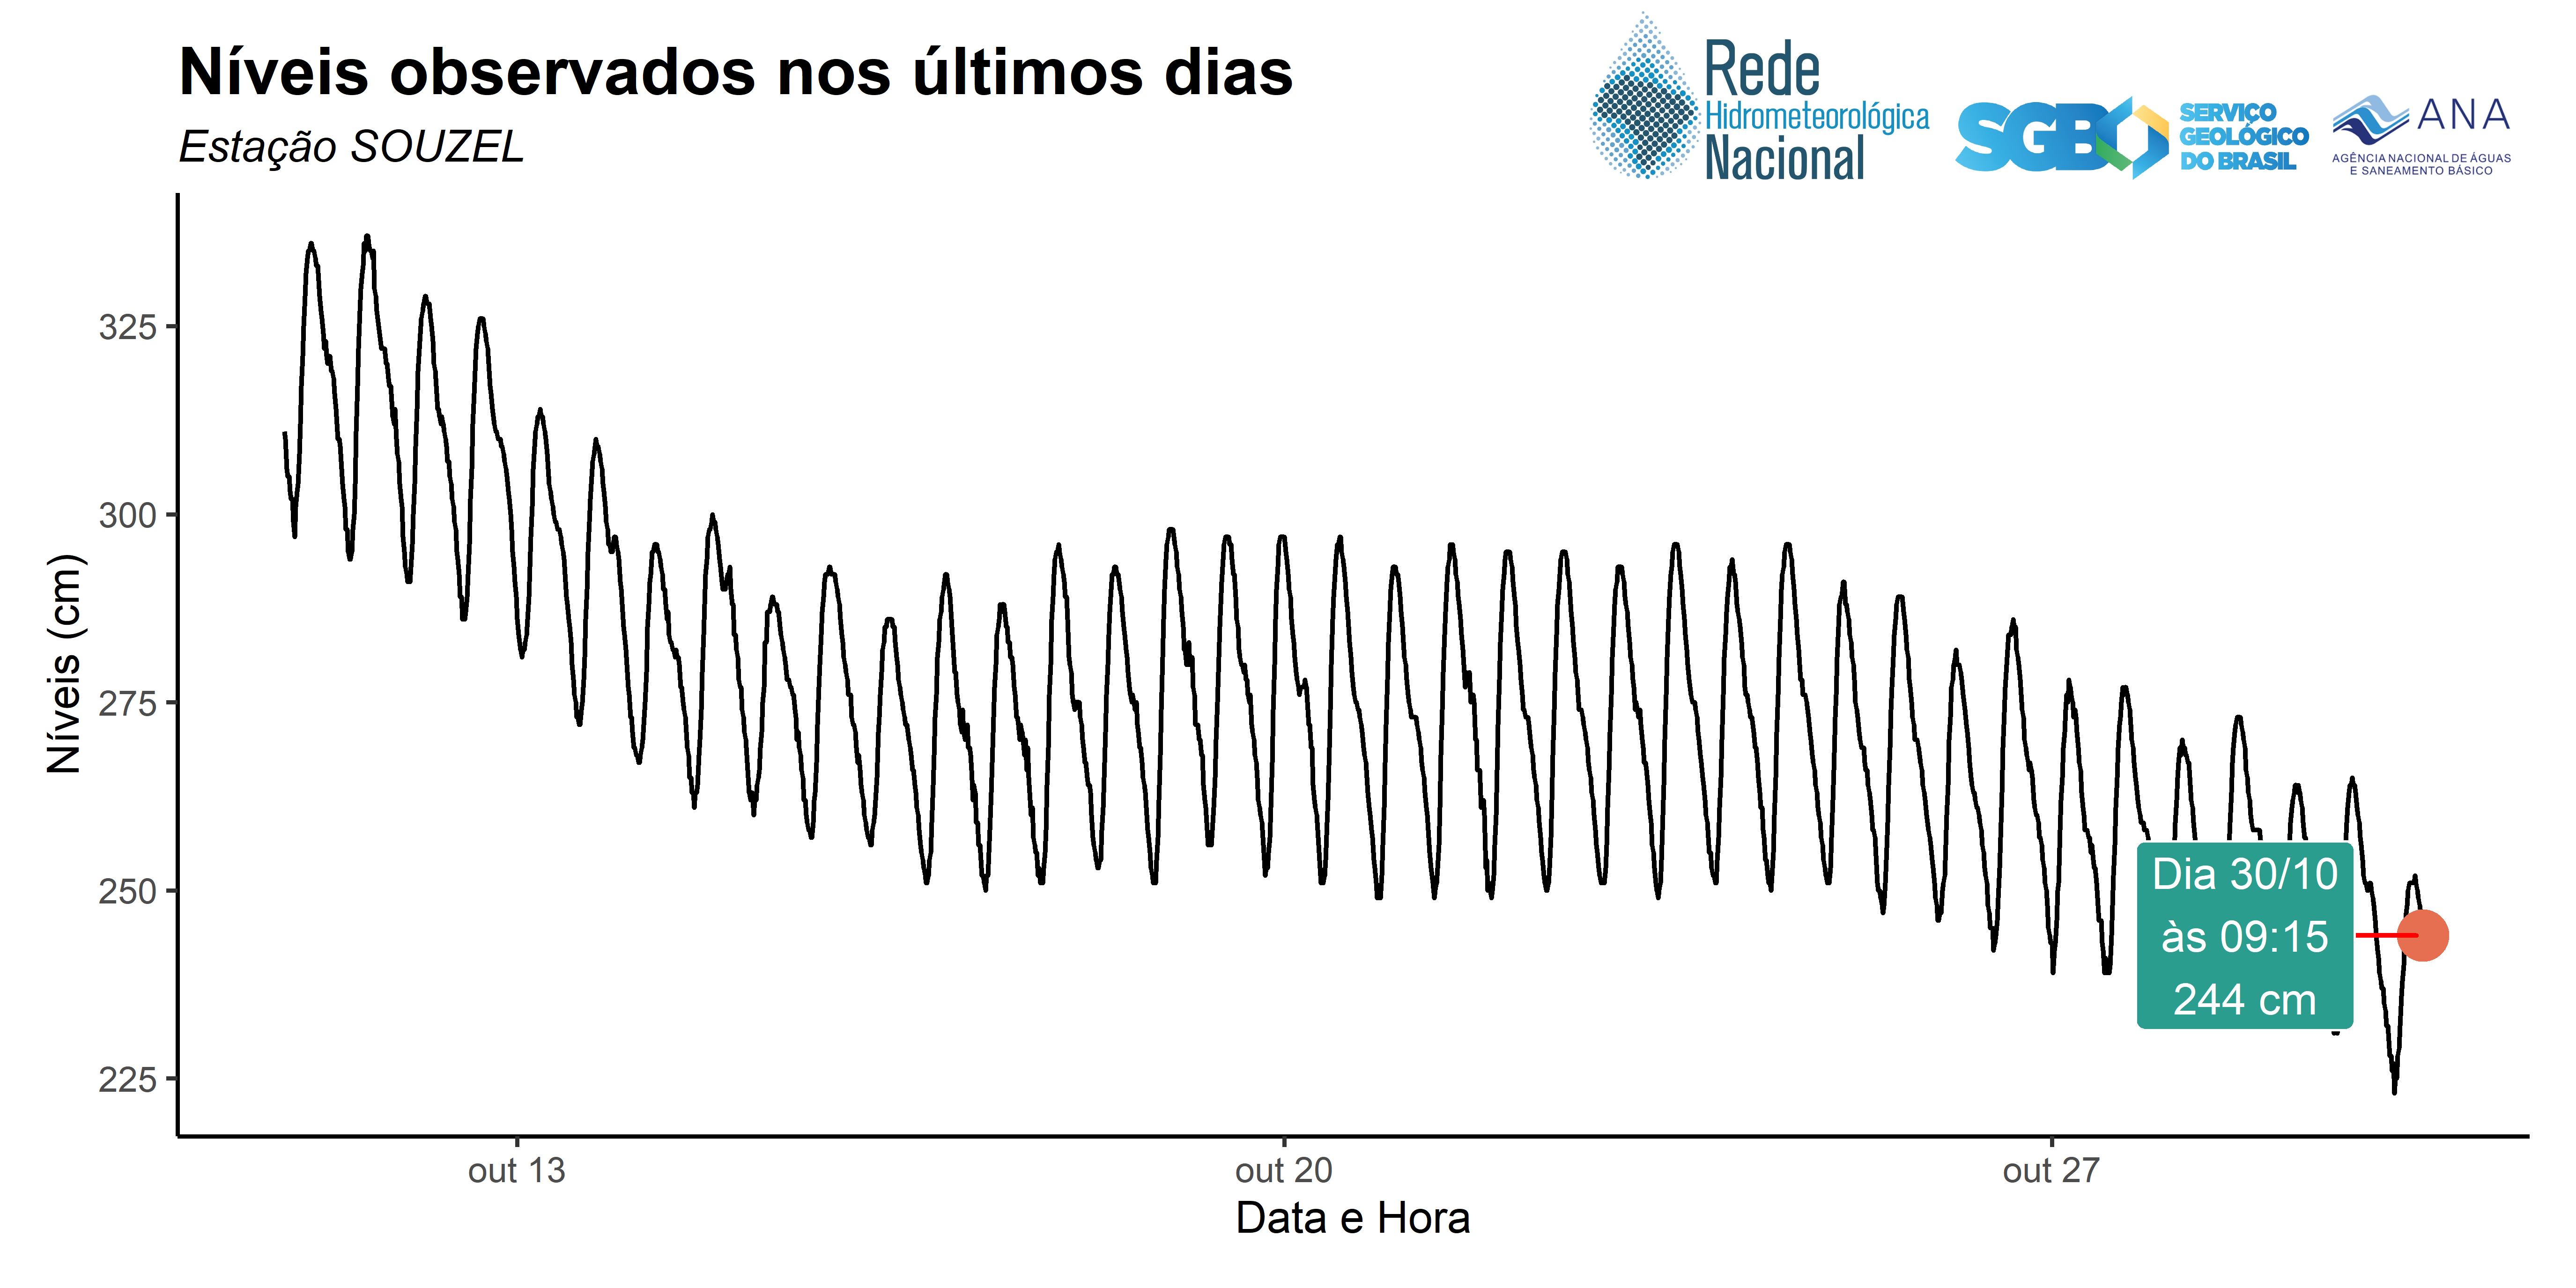 Níveis observados nos últimos dias
Estação SOUZEL
Rede
Hidrometeorológica
Nacional
SGB
SERVIÇO
GEOLÓGICO
DO BRASIL
ANA
AGÊNCIA NACIONAL DE ÁGUAS
E SANEAMENTO BÁSICO
Níveis (cm)
325
300
275
250
225
Dia 30/10
às 09:15
244 cm
out 13
out 20
out 27
Data e Hora